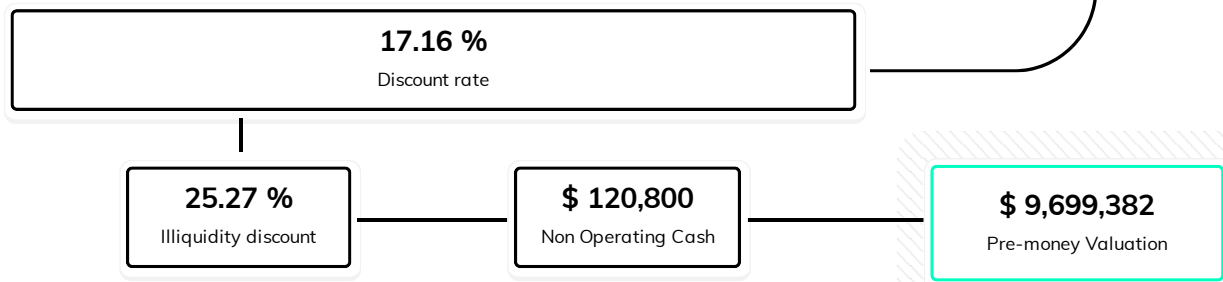 17.16 %
Discount rate
25.27 %
Illiquidity discount
$ 120,800
Non Operating Cash
$ 9,699,382
Pre-money Valuation